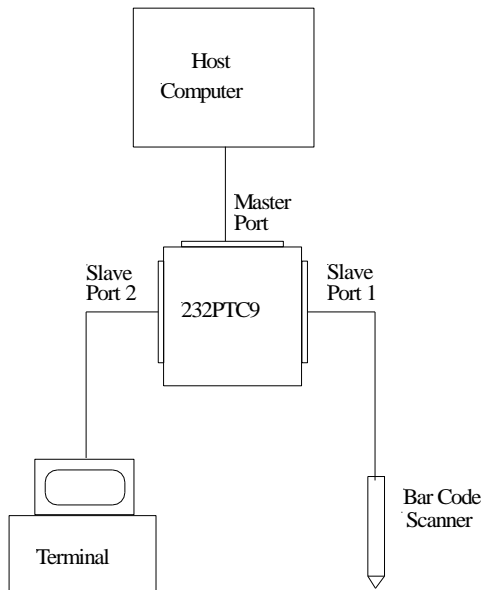 Host
Computer
Master
Port
Slave
Port 2
232PTC9
Slave
Port 1
Terminal
Bar Code
Scanner